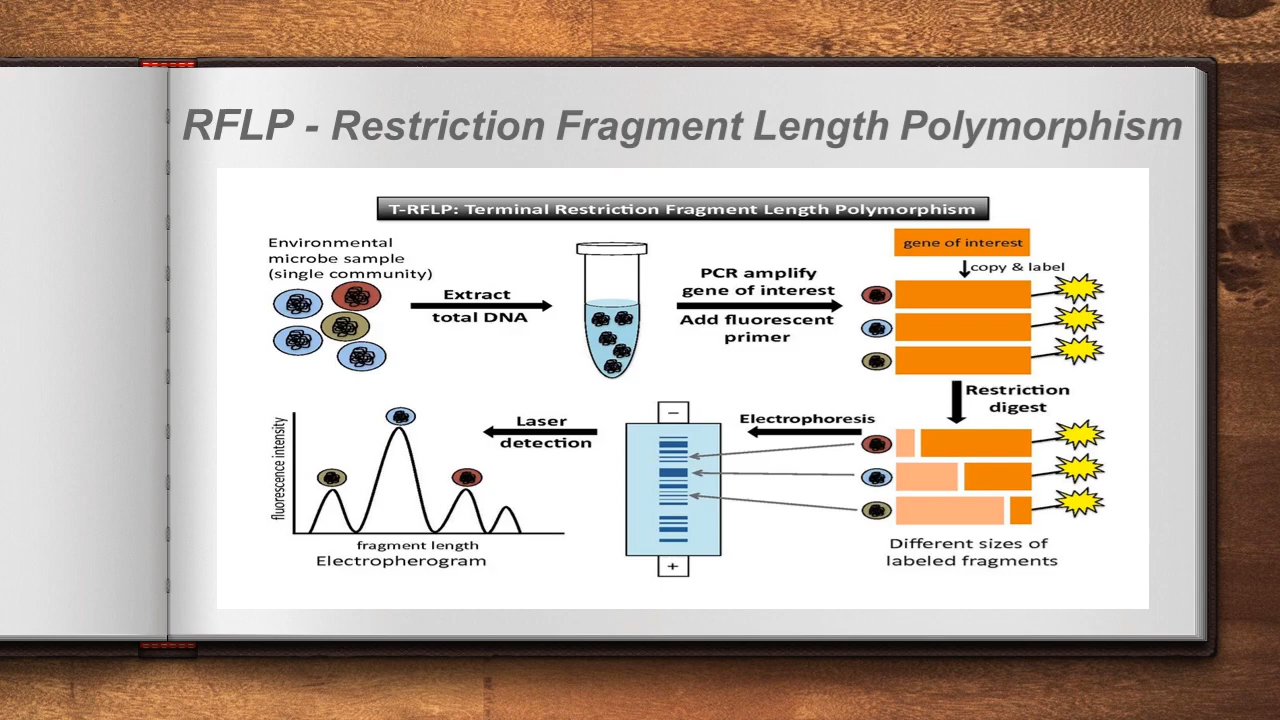 RFLP - Restriction Fragment Length Polymorphism
T-RFLP: Terminal Restriction Fragment Length Polymorphism
Environmental
microbe sample
(single community)
Extract
total DNA
PCR amplify
gene of interest
Add fluorescent
primer
gene of interest
copy & label
Restriction
digest
Different sizes of
labeled fragments
Electrophoresis
−
+
Laser
detection
fluorescence intensity
fragment length
Electropherogram